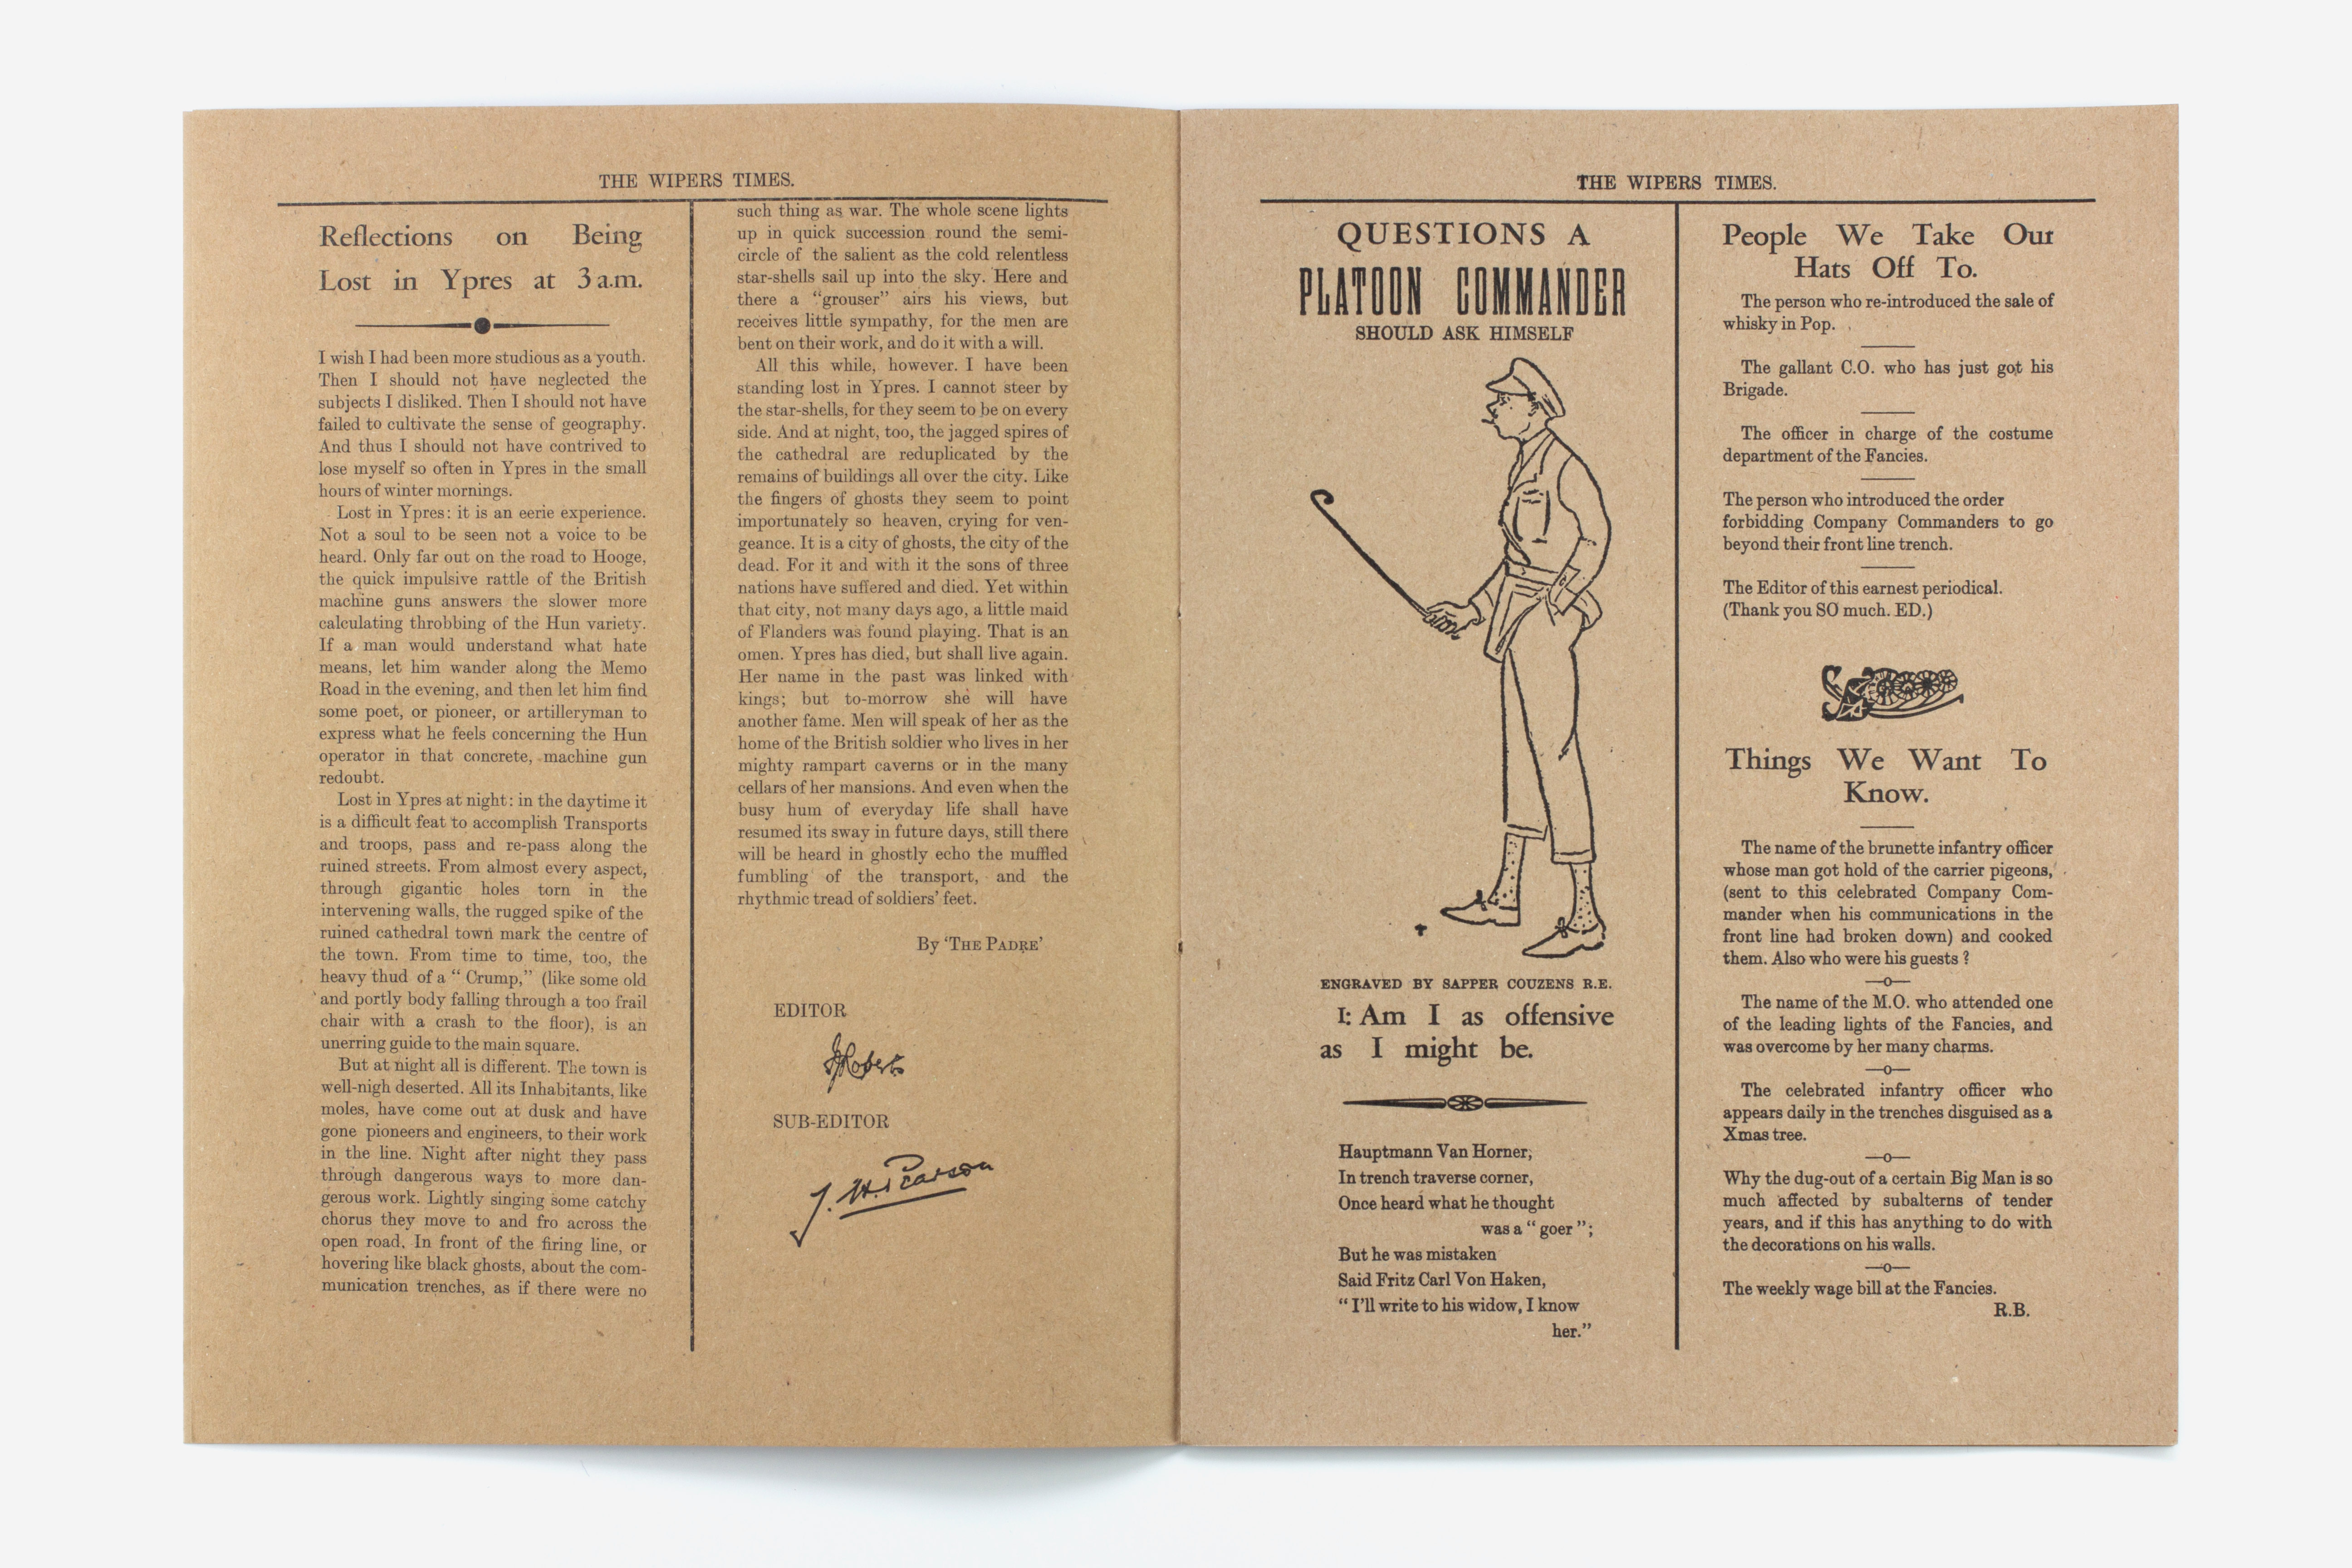 THE WIPERS TIMES.
Reflections on Being
Lost in Ypres at 3 a.m.
I wish I had been more studious as a youth.
Then I should not have neglected the
subjects I disliked. Then I should not have
failed to cultivate the sense of geography.
And thus I should not have contrived to
lose myself so often in Ypres in the small
hours of winter mornings.
Lost in Ypres: it is an eerie experience.
Not a soul to be seen not a voice to be
heard. Only far out on the road to Hooge,
the quick impulsive rattle of the British
machine guns answers the slower more
calculating throbbing of the Hun variety.
If a man would understand what hate
means, let him wander along the Memo
Road in the evening, and then let him find
some poet, or pioneer, or artilleryman to
express what he feels concerning the Hun
operator in that concrete, machine gun
redoubt.
Lost in Ypres at night: in the daytime it
is a difficult feat to accomplish Transports
and troops, pass and re-pass along the
ruined streets. From almost every aspect,
through gigantic holes torn in the
intervening walls, the rugged spike of the
ruined cathedral town mark the centre of
the town. From time to time, too, the
heavy thud of a " Crump," (like some old
and portly body falling through a too frail
chair with a crash to the floor), is an
unerring guide to the main square.
But at night all is different. The town is
well-nigh deserted. All its Inhabitants, like
moles, have come out at dusk and have
gone pioneers and engineers, to their work
in the line. Night after night they pass
through dangerous ways to more dan-
gerous work. Lightly singing some catchy
chorus they move to and fro across the
open road. In front of the firing line, or
hovering like black ghosts, about the com-
munication trenches, as if there were no
such thing as war. The whole scene lights
up in quick succession round the semi-
circle of the salient as the cold relentless
star-shells sail up into the sky. Here and
there a "grouser" airs his views, but
receives little sympathy, for the men are
bent on their work, and do it with a will.
All this while, however. I have been
standing lost in Ypres. I cannot steer by
the star-shells, for they seem to be on every
side. And at night, too, the jagged spires of
the cathedral are reduplicated by the
remains of buildings all over the city. Like
the fingers of ghosts they seem to point
importunately so heaven, crying for ven-
geance. It is a city of ghosts, the city of the
dead. For it and with it the sons of three
nations have suffered and died. Yet within
that city, not many days ago, a little maid
of Flanders was found playing. That is an
omen. Ypres has died, but shall live again.
Her name in the past was linked with
kings; but to-morrow she will have
another fame. Men will speak of her as the
home of the British soldier who lives in her
mighty rampart caverns or in the many
cellars of her mansions. And even when the
busy hum of everyday life shall have
resumed its sway in future days, still there
will be heard in ghostly echo the muffled
fumbling of the transport, and the
rhythmic tread of soldiers' feet.
By 'THE PADRE'
EDITOR
SUB-EDITOR
J. H. Pearson
THE WIPERS TIMES.
QUESTIONS A
PLATOON COMMANDER
SHOULD ASK HIMSELF
ENGRAVED BY SAPPER COUZENS R.E.
I: Am I as offensive
as I might be.
Hauptmann Van Horner,
In trench traverse corner,
Once heard what he thought
was a " goer ";
But he was mistaken
Said Fritz Carl Von Haken,
" I'll write to his widow, I know
her."
People We Take Our
Hats Off To.
The person who re-introduced the sale of
whisky in Pop.
The gallant C.O. who has just got his
Brigade.
The officer in charge of the costume
department of the Fancies.
The person who introduced the order
forbidding Company Commanders to go
beyond their front line trench.
The Editor of this earnest periodical.
(Thank you SO much. ED.)
Things We Want To
Know.
The name of the brunette infantry officer
whose man got hold of the carrier pigeons,
(sent to this celebrated Company Com-
mander when his communications in the
front line had broken down) and cooked
them. Also who were his guests ?
The name of the M.O. who attended one
of the leading lights of the Fancies, and
was overcome by her many charms.
The celebrated infantry officer who
appears daily in the trenches disguised as a
Xmas tree.
Why the dug-out of a certain Big Man is so
much affected by subalterns of tender
years, and if this has anything to do with
the decorations on his walls.
The weekly wage bill at the Fancies.
R.B.